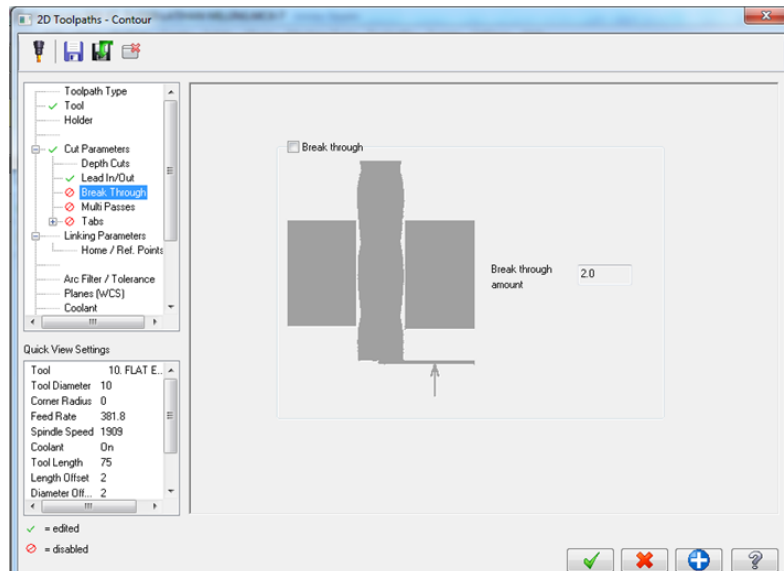 2D Toolpaths - Contour
Toolpath Type
Tool
Holder
Cut Parameters
Depth Cuts
Lead In/Out
Break Through
Multi Passes
Tabs
Linking Parameters
Home / Ref. Points
Arc Filter / Tolerance
Planes (WCS)
Coolant
Quick View Settings
Tool 10. FLAT E...
Tool Diameter 10
Corner Radius 0
Feed Rate 381.8
Spindle Speed 1909
Coolant On
Tool Length 75
Length Offset 2
Diameter Off... 2
= edited
= disabled
Break through
Break through
amount
2.0